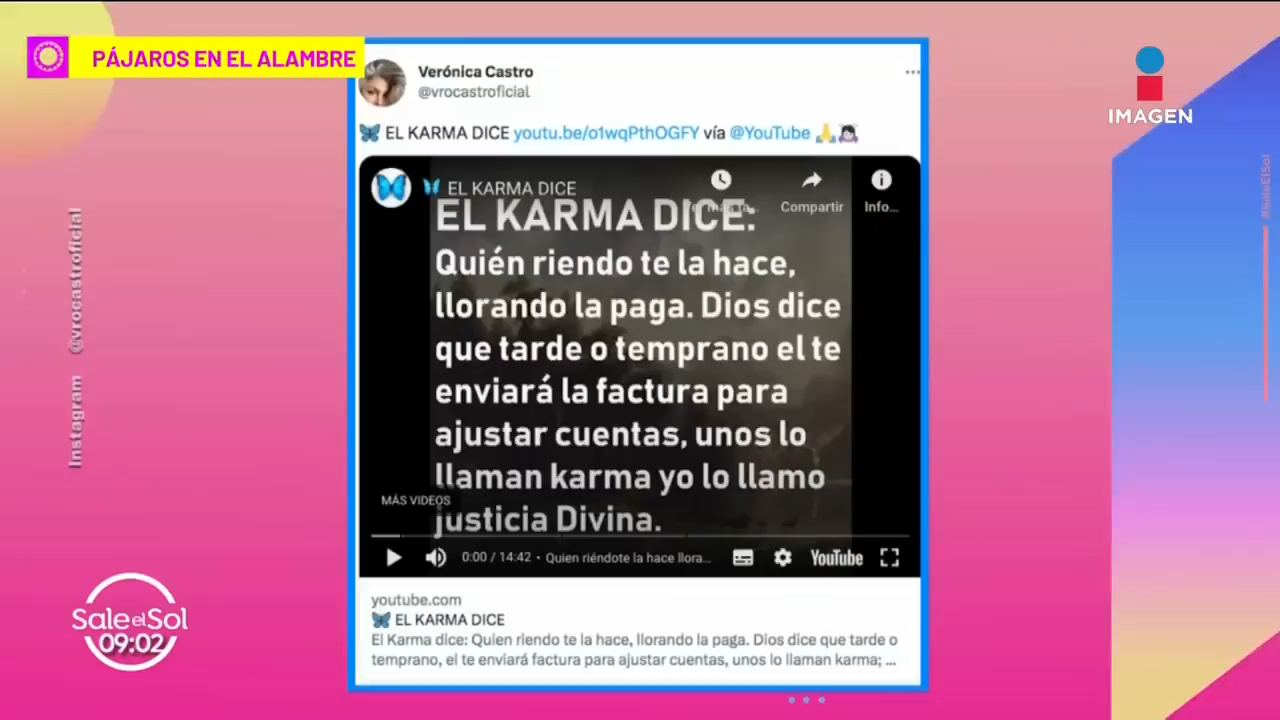 PÁJAROS EN EL ALAMBRE
IMAGEN
Verónica Castro
@vrocastroficial
EL KARMA DICE youtu.be/o1wqPthOGFY vía @YouTube
EL KARMA DICE
Compartir
Info...
EL KARMA DICE:
Quién riendo te la hace,
llorando la paga. Dios dice
que tarde o temprano el te
enviará la factura para
ajustar cuentas, unos lo
llaman karma yo lo llamo
justicia Divina.
MÁS VIDEOS
0:00 / 14:42 • Quien riéndote la hace llora...
YouTube
youtube.com
EL KARMA DICE
El Karma dice: Quien riendo te la hace, llorando la paga. Dios dice que tarde o
temprano, el te enviará factura para ajustar cuentas, unos lo llaman karma; ...
Instagram @vrocastroficial
#SaleElSol
Sale el Sol
09:02